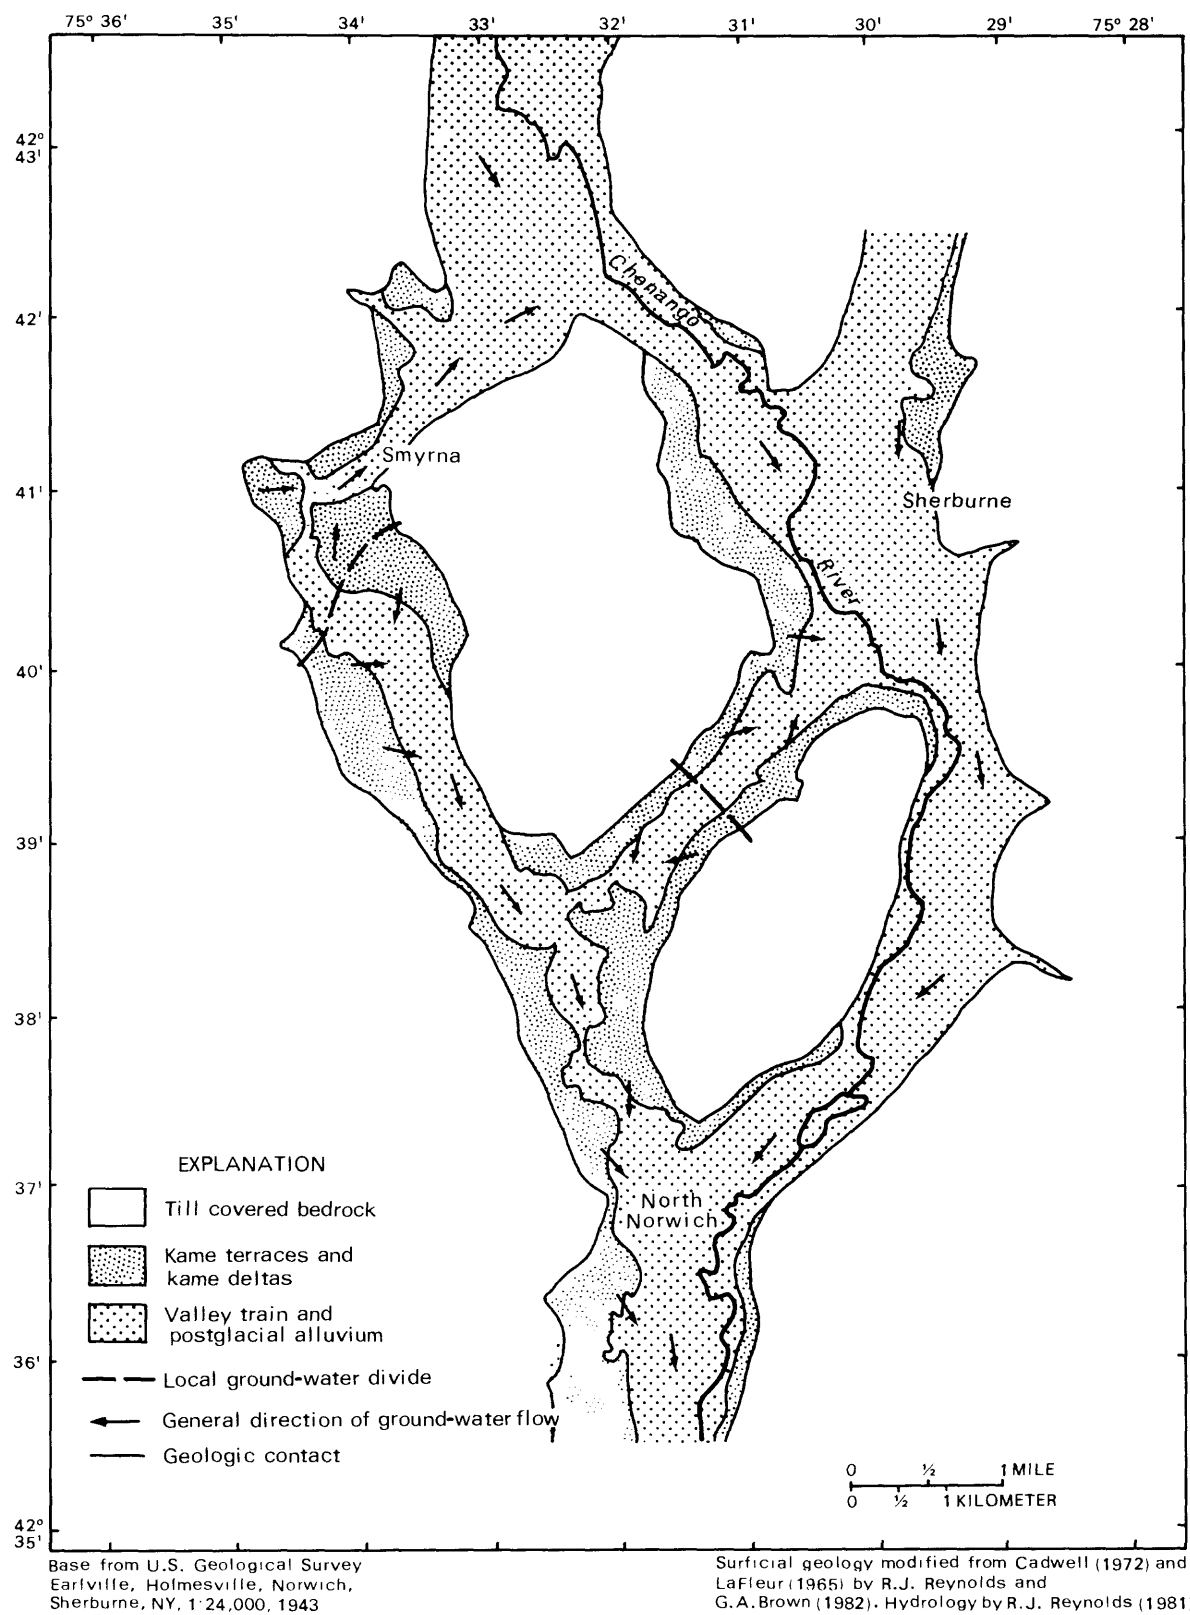 75° 36' 35' 34' 33' 32' 31' 30' 29' 75° 28'
42°
43'
Chenango
42'
Smyrna
41'
Sherburne
River
40'
39'
38'
EXPLANATION
37'
Till covered bedrock
North
Norwich
Kame terraces and
kame deltas
Valley train and
postglacial alluvium
36'
Local ground-water divide
General direction of ground-water flow
Geologic contact
0 ½ 1 MILE
0 ½ 1 KILOMETER
42°
35'
Base from U.S. Geological Survey
Earlville, Holmesville, Norwich,
Sherburne, NY, 1:24,000, 1943
Surficial geology modified from Cadwell (1972) and
LaFleur (1965) by R.J. Reynolds and
G.A. Brown (1982). Hydrology by R.J. Reynolds (1981